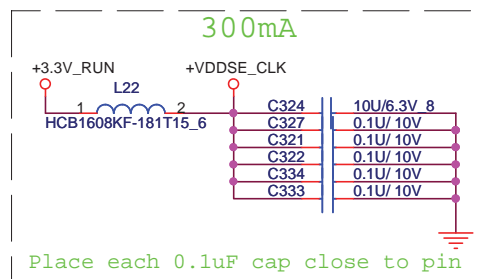 300mA
+3.3V_RUN +VDDSE_CLK
L22
1 2
HCB1608KF-181T15_6
C324 10U/6.3V_8
C327 0.1U/ 10V
C321 0.1U/ 10V
C322 0.1U/ 10V
C334 0.1U/ 10V
C333 0.1U/ 10V
Place each 0.1uF cap close to pin